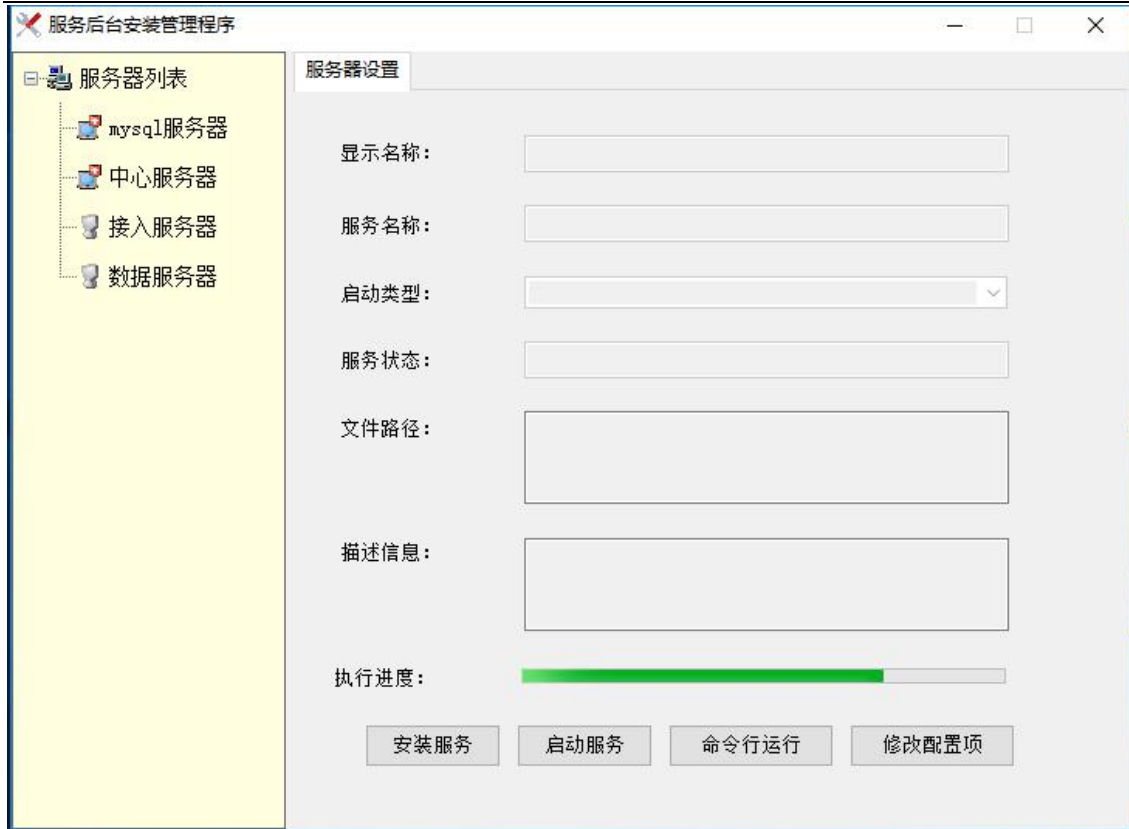 服务后台安装管理程序
服务器列表
mysql服务器
中心服务器
接入服务器
数据服务器
服务器设置
显示名称：
服务名称：
启动类型：
服务状态：
文件路径：
描述信息：
执行进度：
安装服务 启动服务 命令行运行 修改配置项